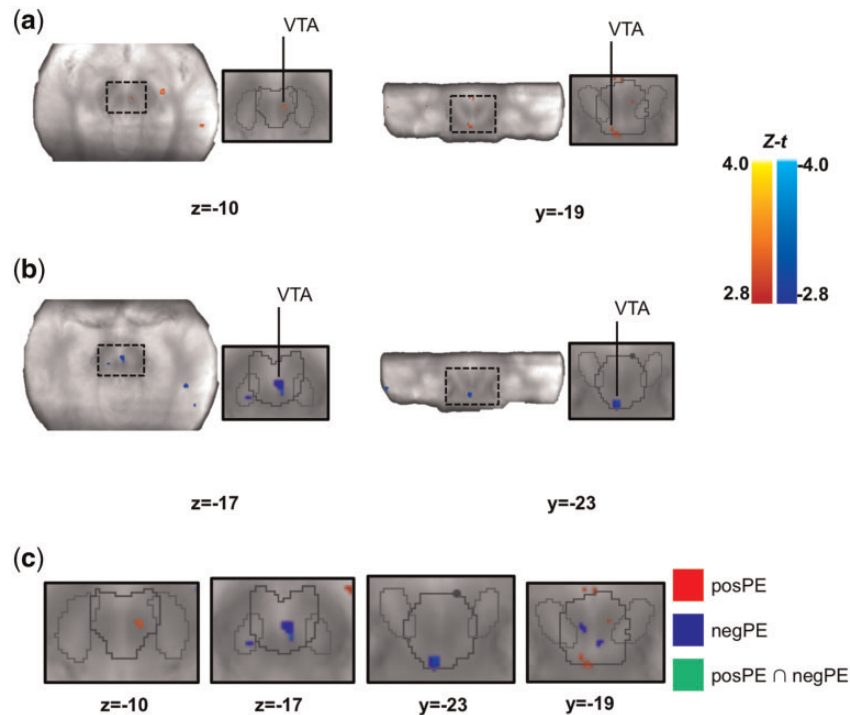 (a)
VTA
VTA
z=-10
y=-19
Z-t
4.0
-4.0
2.8
-2.8
(b)
VTA
VTA
z=-17
y=-23
(c)
posPE
negPE
posPE ∩ negPE
z=-10
z=-17
y=-23
y=-19